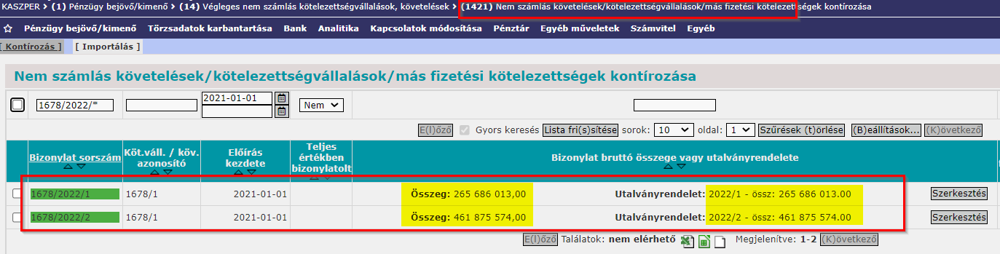 KASZPER > (1) Pénzügy bejövő/kimenő > (14) Végleges nem számlás kötelezettségvállalások, követelések > (1421) Nem számlás követelések/kötelezettségvállalások/más fizetési kötelezettségek kontírozása
Pénzügy bejövő/kimenő Törzsadatok karbantartása Bank Analitika Kapcsolatok módosítása Pénztár Egyéb műveletek Számvitel Egyéb
[ Kontírozás ] [ Importálás ]
Nem számlás követelések/kötelezettségvállalások/más fizetési kötelezettségek kontírozása
1678/2022/* 2021-01-01 Nem
E(l)őző Gyors keresés Lista fri(s)sítése sorok: 10 oldal: 1 Szűrések (t)örlése (B)eállítások... (K)övetkező
Bizonylat sorszám Köt.váll. / köv. azonosító Előírás kezdete Teljes értékben bizonylatolt Bizonylat bruttó összege vagy utalványrendelete
1678/2022/1 1678/1 2021-01-01 Összeg: 265 686 013,00 Utalványrendelet: 2022/1 - össz: 265 686 013.00 Szerkesztés
1678/2022/2 1678/1 2021-01-01 Összeg: 461 875 574,00 Utalványrendelet: 2022/2 - össz: 461 875 574.00 Szerkesztés
E(l)őző Találatok: nem elérhető Megjelenítve: 1-2 (K)övetkező